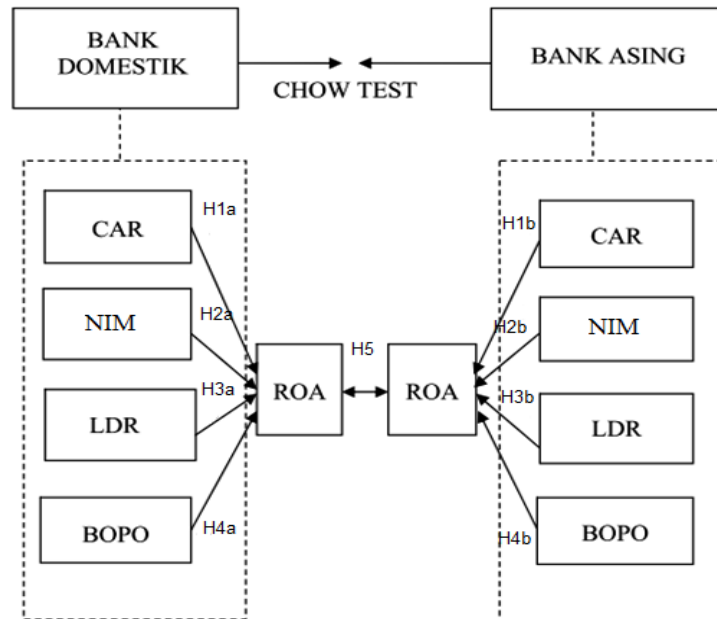 BANK
DOMESTIK
BANK ASING
CHOW TEST
H1a
CAR
H2a
NIM
H3a
LDR
H4a
BOPO
ROA
H5
ROA
H1b
CAR
H2b
NIM
H3b
LDR
H4b
BOPO